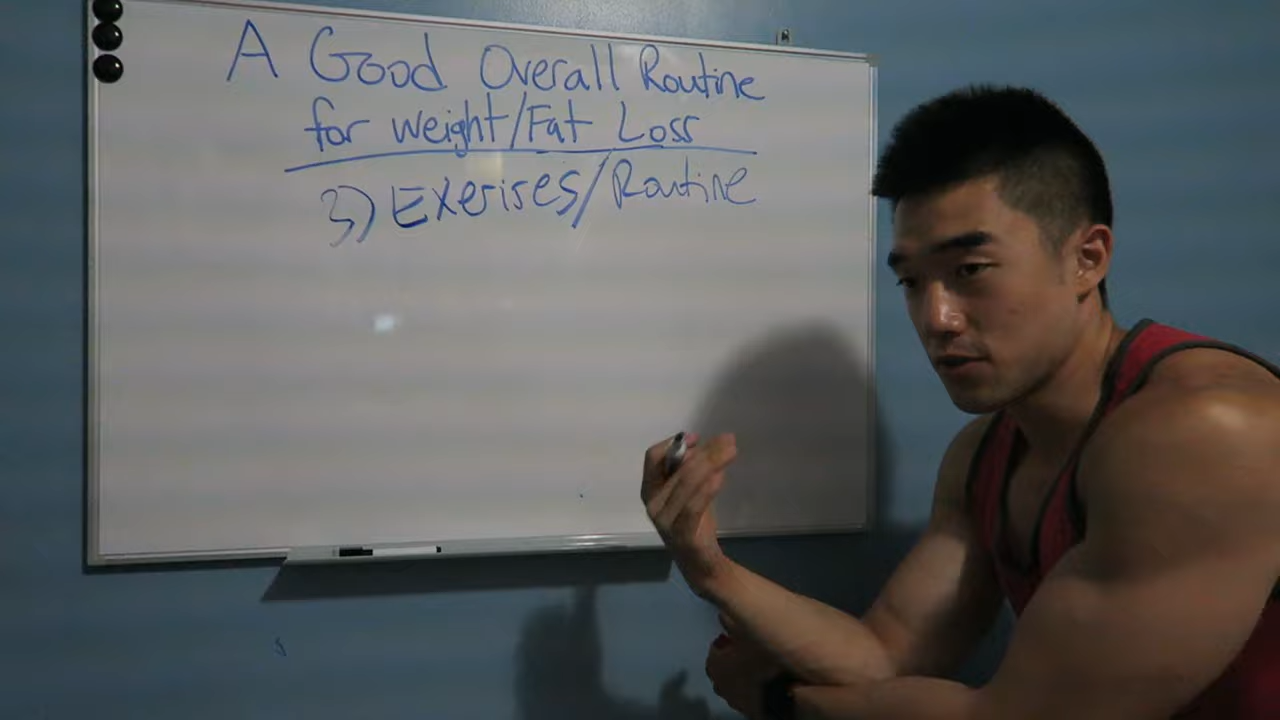 A Good Overall Routine
for Weight/Fat Loss
3) Exerises/Routine